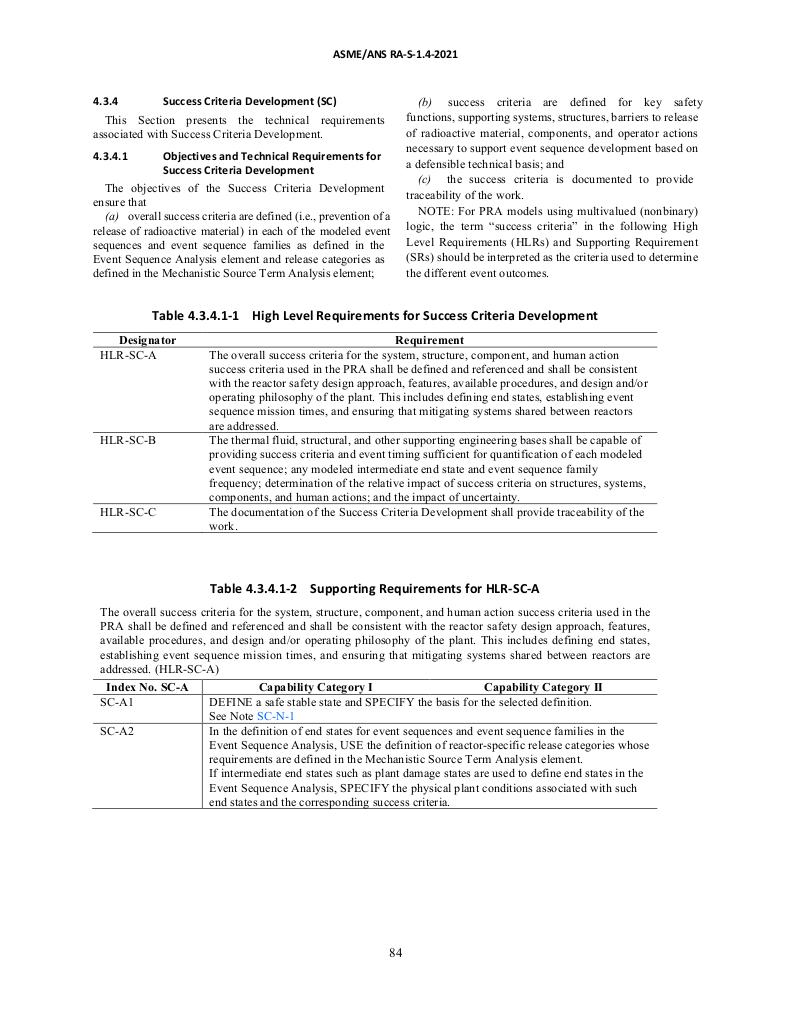 ASME/ANS RA-S-1.4-2021
4.3.4 Success Criteria Development (SC)
This Section presents the technical requirements
associated with Success Criteria Development.
4.3.4.1 Objectives and Technical Requirements for
Success Criteria Development
The objectives of the Success Criteria Development
ensure that
(a) overall success criteria are defined (i.e., prevention of a
release of radioactive material) in each of the modeled event
sequences and event sequence families as defined in the
Event Sequence Analysis element and release categories as
defined in the Mechanistic Source Term Analysis element;
(b) success criteria are defined for key safety
functions, supporting systems, structures, barriers to release
of radioactive material, components, and operator actions
necessary to support event sequence development based on
a defensible technical basis; and
(c) the success criteria is documented to provide
traceability of the work.
NOTE: For PRA models using multivalued (nonbinary)
logic, the term “success criteria” in the following High
Level Requirements (HLRs) and Supporting Requirement
(SRs) should be interpreted as the criteria used to determine
the different event outcomes.
Table 4.3.4.1-1 High Level Requirements for Success Criteria Development
Designator Requirement
HLR-SC-A The overall success criteria for the system, structure, component, and human action
success criteria used in the PRA shall be defined and referenced and shall be consistent
with the reactor safety design approach, features, available procedures, and design and/or
operating philosophy of the plant. This includes defining end states, establishing event
sequence mission times, and ensuring that mitigating systems shared between reactors
are addressed.
HLR-SC-B The thermal fluid, structural, and other supporting engineering bases shall be capable of
providing success criteria and event timing sufficient for quantification of each modeled
event sequence; any modeled intermediate end state and event sequence family
frequency; determination of the relative impact of success criteria on structures, systems,
components, and human actions; and the impact of uncertainty.
HLR-SC-C The documentation of the Success Criteria Development shall provide traceability of the
work.
Table 4.3.4.1-2 Supporting Requirements for HLR-SC-A
The overall success criteria for the system, structure, component, and human action success criteria used in the
PRA shall be defined and referenced and shall be consistent with the reactor safety design approach, features,
available procedures, and design and/or operating philosophy of the plant. This includes defining end states,
establishing event sequence mission times, and ensuring that mitigating systems shared between reactors are
addressed. (HLR-SC-A)
Index No. SC-A Capability Category I Capability Category II
SC-A1 DEFINE a safe stable state and SPECIFY the basis for the selected definition.
See Note SC-N-1
SC-A2 In the definition of end states for event sequences and event sequence families in the
Event Sequence Analysis, USE the definition of reactor-specific release categories whose
requirements are defined in the Mechanistic Source Term Analysis element.
If intermediate end states such as plant damage states are used to define end states in the
Event Sequence Analysis, SPECIFY the physical plant conditions associated with such
end states and the corresponding success criteria.
84